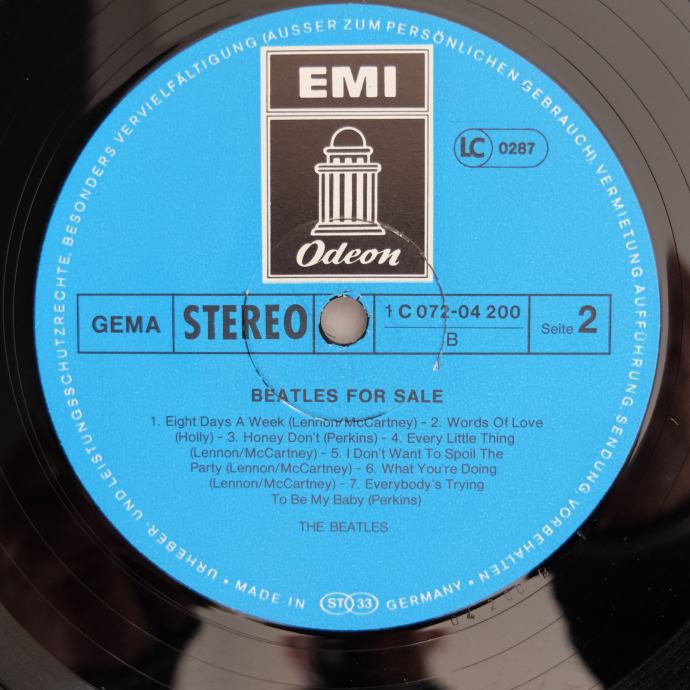 URHEBER- UND LEISTUNGSSCHUTZRECHTE, BESONDERS VERVIELFÄLTIGUNG (AUSSER ZUM PERSÖNLICHEN GEBRAUCH), VERMIETUNG, AUFFÜHRUNG, SENDUNG VORBEHALTEN •
EMI
Odeon
LC 0287
GEMA STEREO 1 C 072-04 200 Seite 2
B
BEATLES FOR SALE
1. Eight Days A Week (Lennon/McCartney) - 2. Words Of Love
(Holly) - 3. Honey Don't (Perkins) - 4. Every Little Thing
(Lennon/McCartney) - 5. I Don't Want To Spoil The
Party (Lennon/McCartney) - 6. What You're Doing
(Lennon/McCartney) - 7. Everybody's Trying
To Be My Baby (Perkins)
THE BEATLES
• MADE IN ST 33 GERMANY •